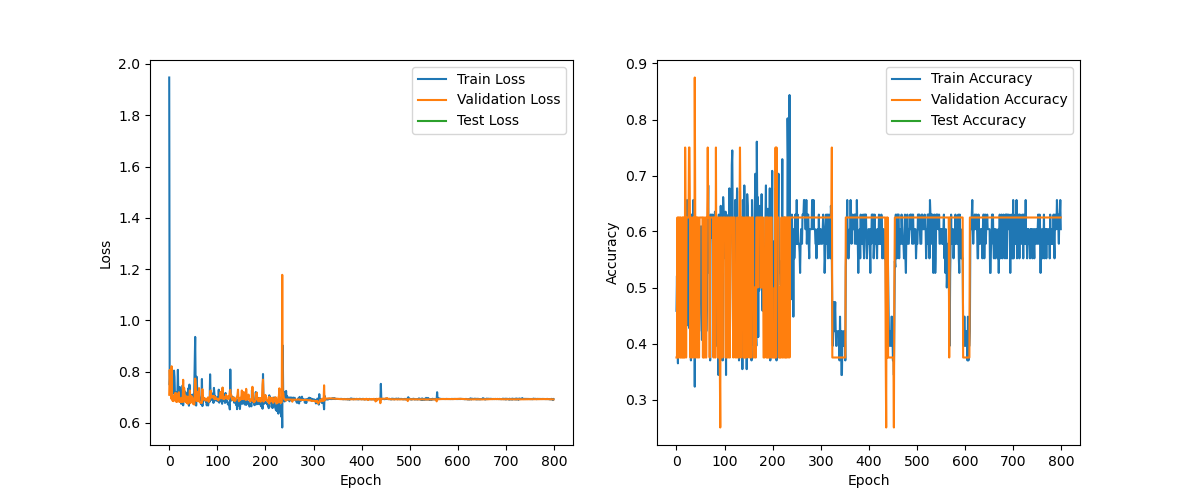 2.0
1.8
1.6
1.4
1.2
1.0
0.8
0.6
Loss
0 100 200 300 400 500 600 700 800
Epoch
Train Loss
Validation Loss
Test Loss
0.9
0.8
0.7
0.6
0.5
0.4
0.3
Accuracy
0 100 200 300 400 500 600 700 800
Epoch
Train Accuracy
Validation Accuracy
Test Accuracy